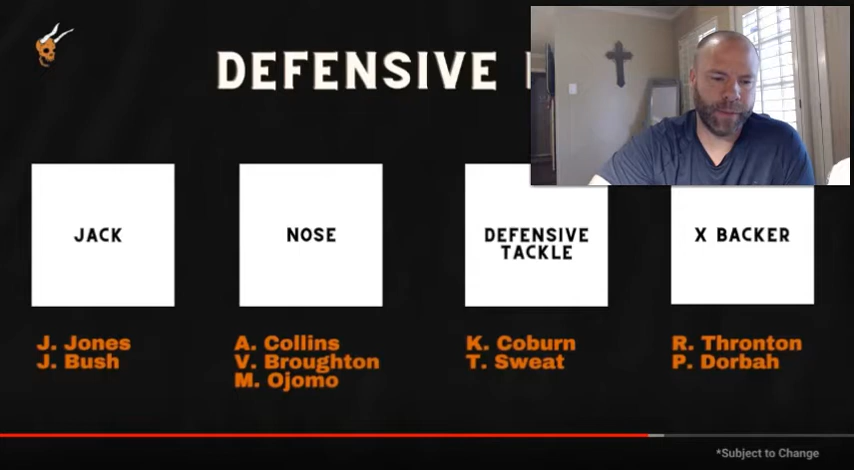 DEFENSIVE
JACK
NOSE
DEFENSIVE
TACKLE
X BACKER
J. Jones
J. Bush
A. Collins
V. Broughton
M. Ojomo
K. Coburn
T. Sweat
R. Thronton
P. Dorbah
*Subject to Change